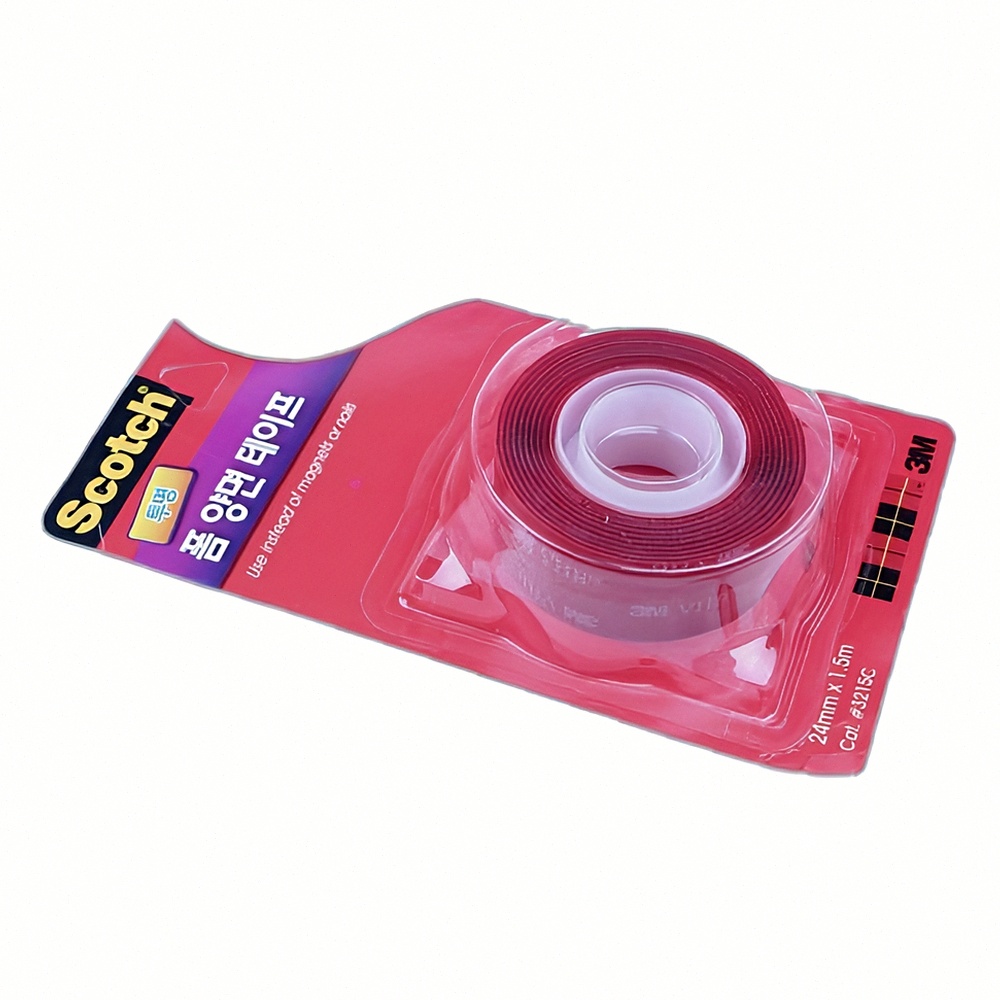 Scotch
투명
폼 양면 테이프
Use instead of magnets or nails
3M
24mm x 1.5m
Cat. #3215C
3M